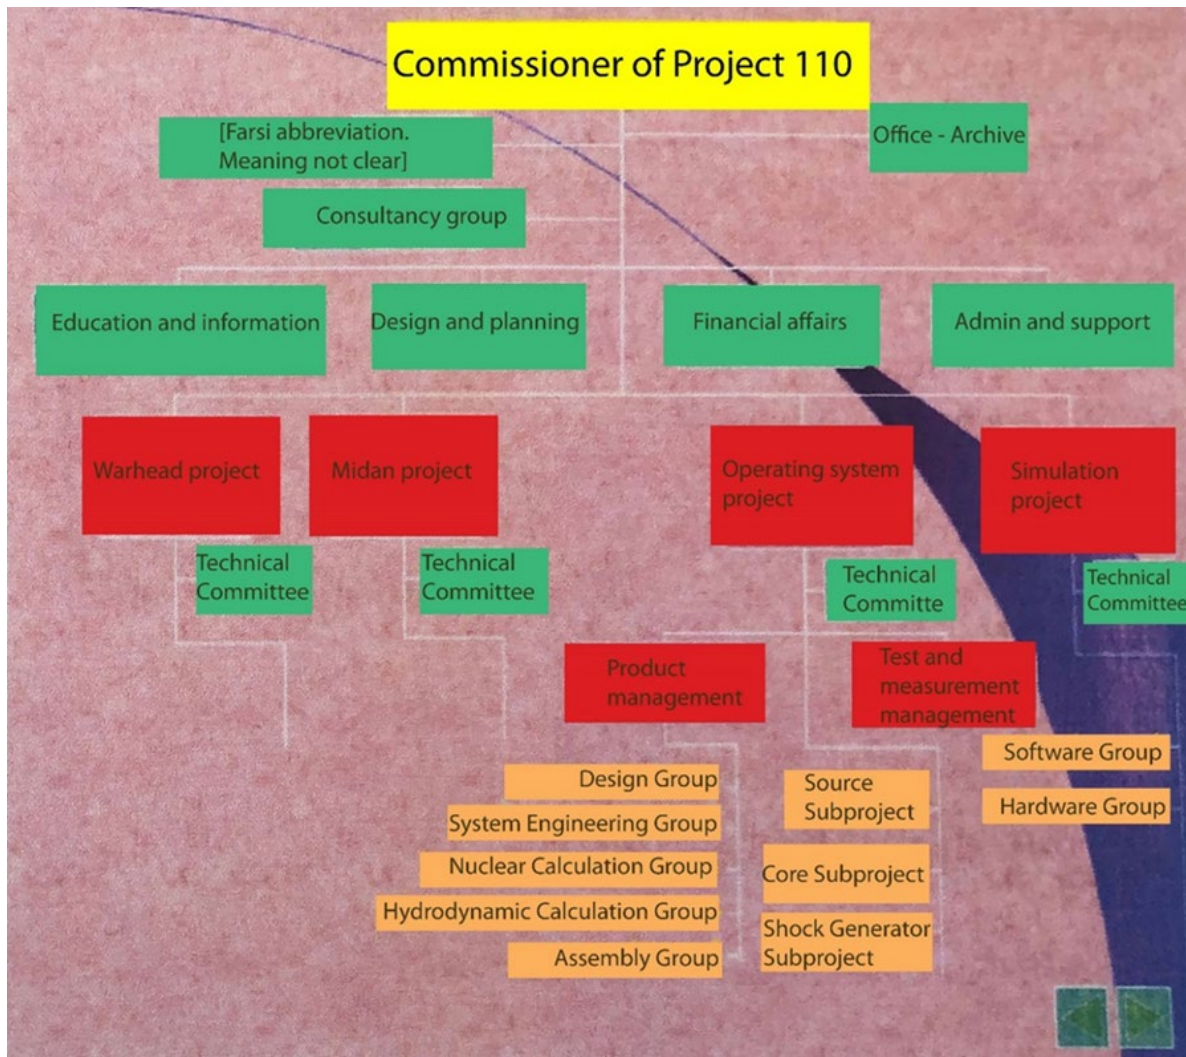 Commissioner of Project 110
[Farsi abbreviation.
Meaning not clear]
Office - Archive
Consultancy group
Education and information
Design and planning
Financial affairs
Admin and support
Warhead project
Midan project
Operating system
project
Simulation
project
Technical
Committee
Technical
Committee
Technical
Committe
Technical
Committee
Product
management
Test and
measurement
management
Design Group
System Engineering Group
Nuclear Calculation Group
Hydrodynamic Calculation Group
Assembly Group
Source
Subproject
Core Subproject
Shock Generator
Subproject
Software Group
Hardware Group